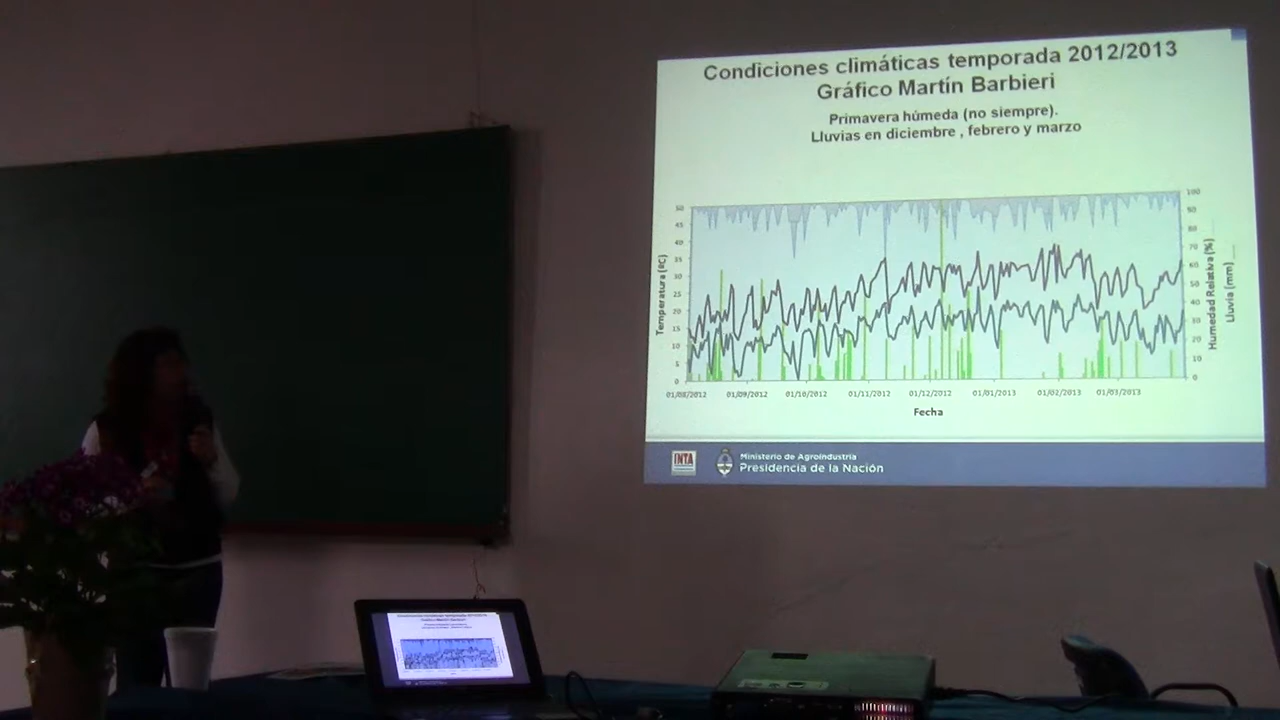 Condiciones climáticas temporada 2012/2013
Gráfico Martín Barbieri
Primavera húmeda (no siempre).
Lluvias en diciembre , febrero y marzo
Temperatura (ºC)
50
45
40
35
30
25
20
15
10
5
0
100
90
80
70
60
50
40
30
20
10
0
Humedad Relativa (%)
Lluvia (mm)
01/08/2012 01/09/2012 01/10/2012 01/11/2012 01/12/2012 01/01/2013 01/02/2013 01/03/2013
Fecha
INTA
Ministerio de Agroindustria
Presidencia de la Nación